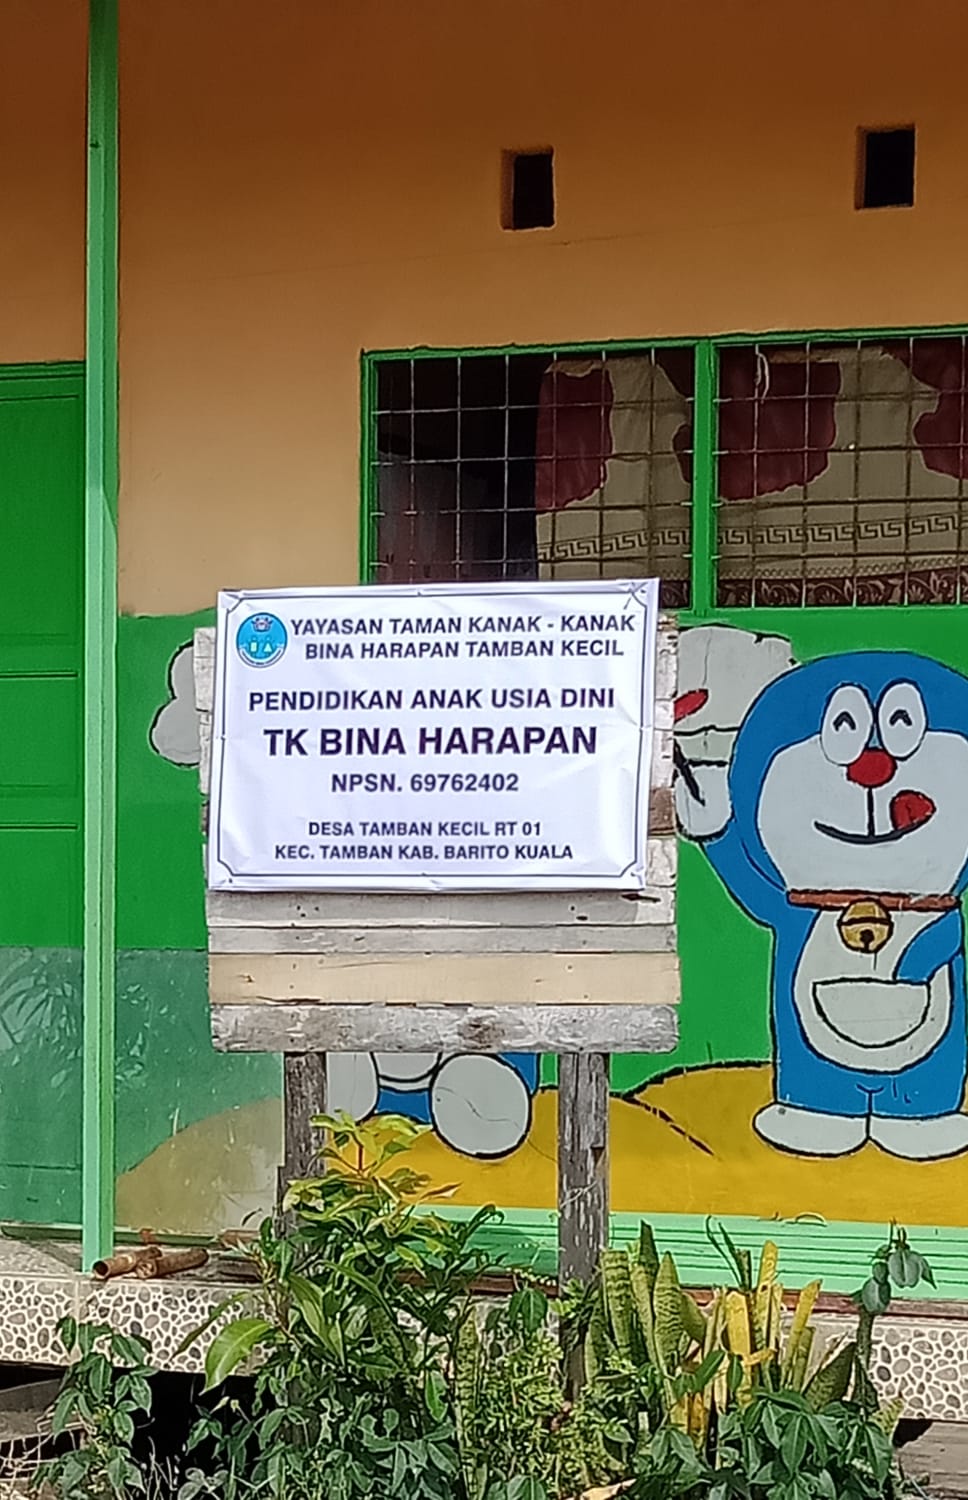 YAYASAN TAMAN KANAK - KANAK
BINA HARAPAN TAMBAN KECIL
PENDIDIKAN ANAK USIA DINI
TK BINA HARAPAN
NPSN. 69762402
DESA TAMBAN KECIL RT 01
KEC. TAMBAN KAB. BARITO KUALA